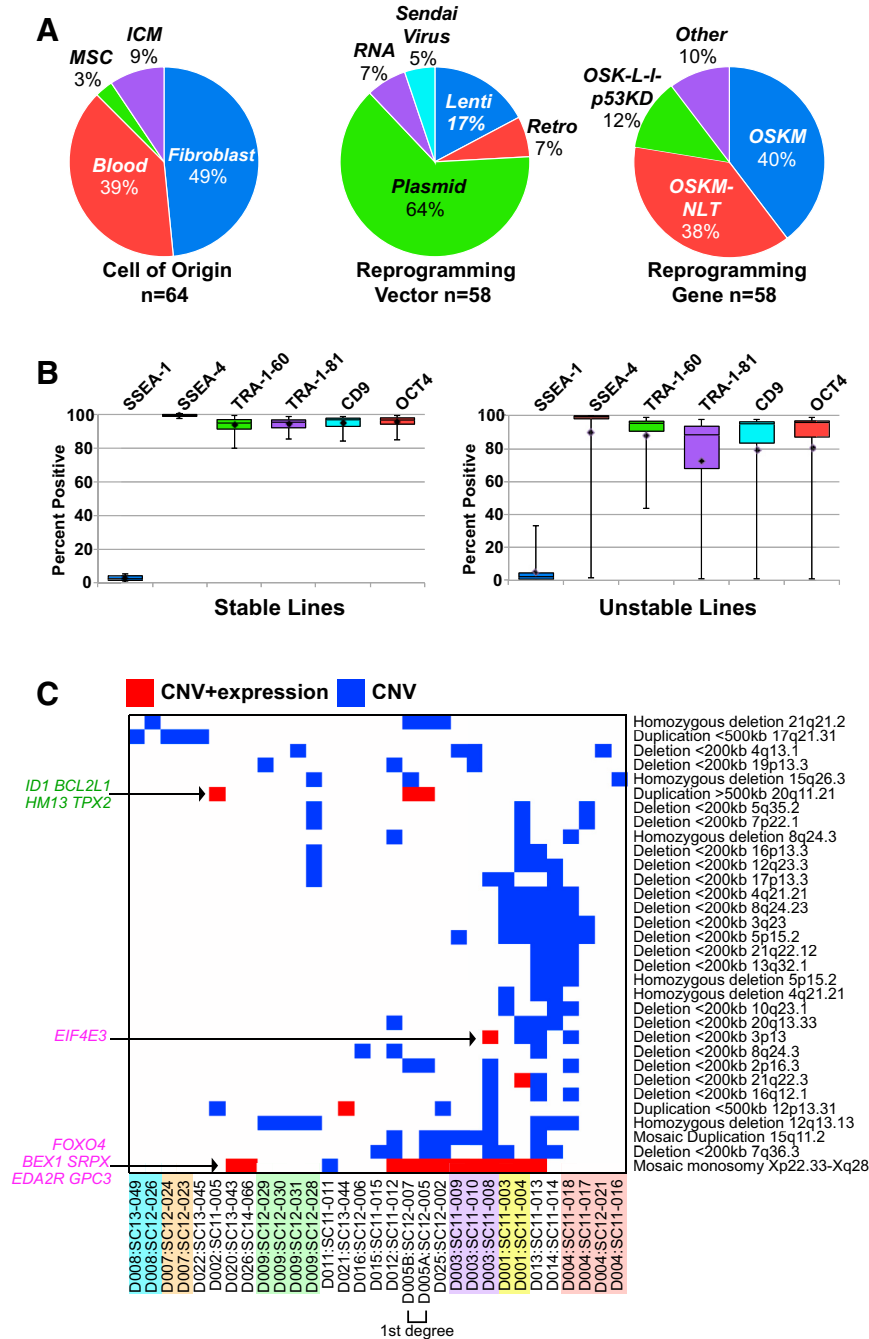 A
MSC
3%
ICM
9%
Blood
39%
Fibroblast
49%
Cell of Origin
n=64
RNA
7%
Sendai
Virus
5%
Lenti
17%
Retro
7%
Plasmid
64%
Reprogramming
Vector n=58
OSK-L-l-
p53KD
12%
Other
10%
OSKM
40%
OSKM-
NLT
38%
Reprogramming
Gene n=58
B
SSEA-1
SSEA-4
TRA-1-60
TRA-1-81
CD9
OCT4
Percent Positive
100
80
60
40
20
0
Stable Lines
SSEA-1
SSEA-4
TRA-1-60
TRA-1-81
CD9
OCT4
Percent Positive
100
80
60
40
20
0
Unstable Lines
C
CNV+expression
CNV
ID1 BCL2L1
HM13 TPX2
EIF4E3
FOXO4
BEX1 SRPX
EDA2R GPC3
Homozygous deletion 21q21.2
Duplication <500kb 17q21.31
Deletion <200kb 4q13.1
Deletion <200kb 19p13.3
Homozygous deletion 15q26.3
Duplication >500kb 20q11.21
Deletion <200kb 5q35.2
Deletion <200kb 7p22.1
Homozygous deletion 8q24.3
Deletion <200kb 16p13.3
Deletion <200kb 12q23.3
Deletion <200kb 17p13.3
Deletion <200kb 4q21.21
Deletion <200kb 8q24.23
Deletion <200kb 3q23
Deletion <200kb 5p15.2
Deletion <200kb 21q22.12
Deletion <200kb 13q32.1
Homozygous deletion 5p15.2
Homozygous deletion 4q21.21
Deletion <200kb 10q23.1
Deletion <200kb 20q13.33
Deletion <200kb 3p13
Deletion <200kb 8q24.3
Deletion <200kb 2p16.3
Deletion <200kb 21q22.3
Deletion <200kb 16q12.1
Duplication <500kb 12p13.31
Homozygous deletion 12q13.13
Mosaic Duplication 15q11.2
Deletion <200kb 7q36.3
Mosaic monosomy Xp22.33-Xq28
D008:SC13-049
D008:SC12-026
D007:SC12-024
D007:SC12-023
D022:SC13-045
D002:SC11-005
D020:SC13-043
D026:SC14-066
D009:SC12-029
D009:SC12-030
D009:SC12-031
D009:SC12-028
D011:SC11-011
D021:SC13-044
D016:SC12-006
D015:SC11-015
D012:SC11-012
D005B:SC12-007
D005A:SC12-005
D025:SC12-002
D003:SC11-009
D003:SC11-010
D003:SC11-008
D001:SC11-003
D001:SC11-004
D013:SC11-013
D014:SC11-014
D004:SC11-018
D004:SC11-017
D004:SC12-021
D004:SC11-016
1st degree